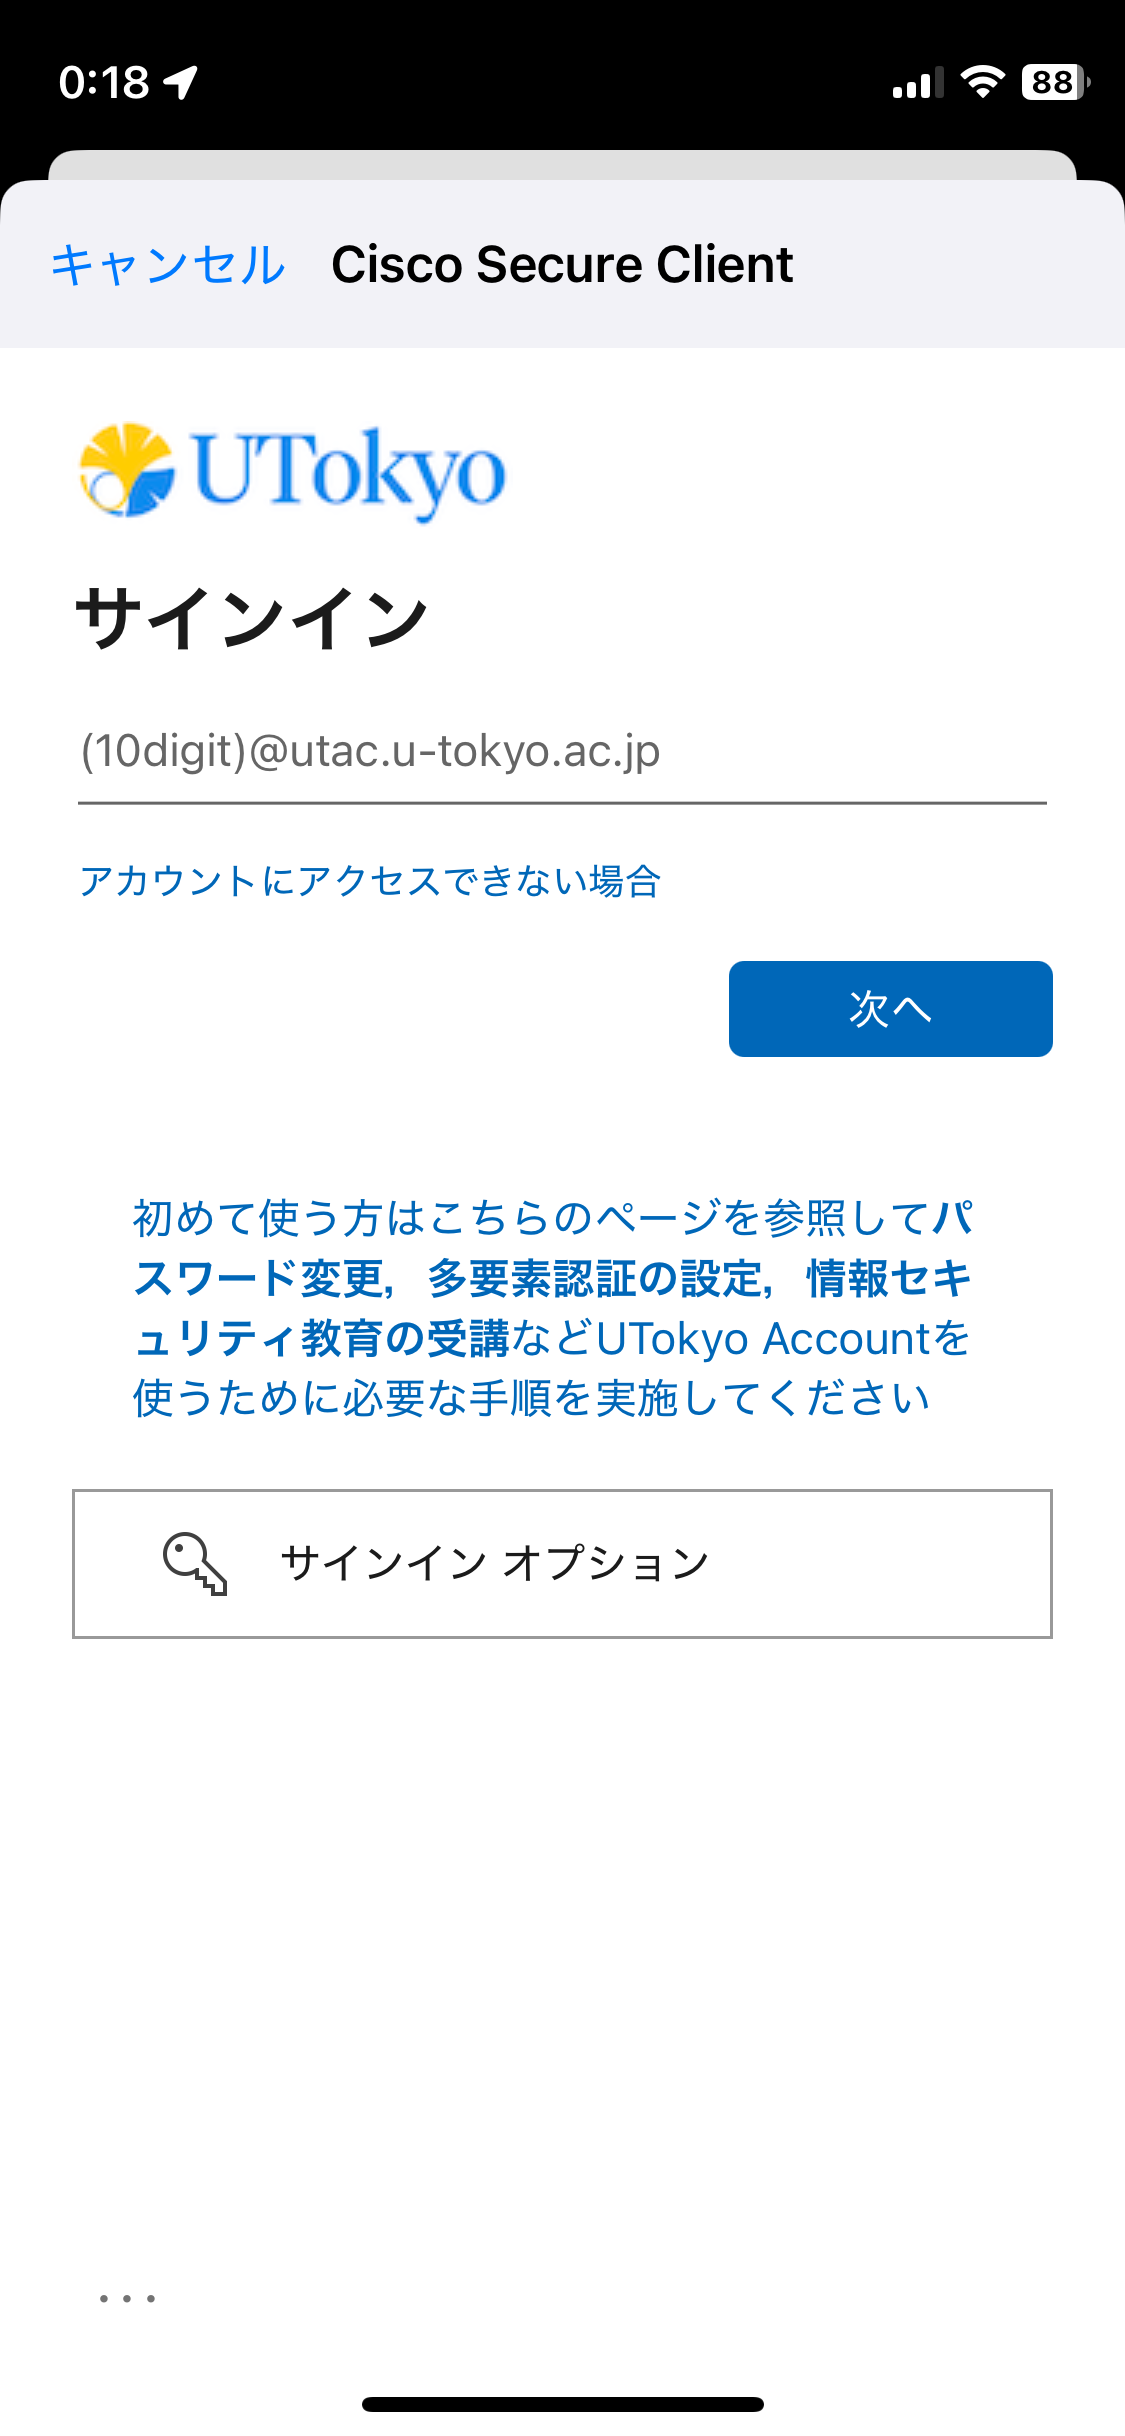 0:18
88
キャンセル Cisco Secure Client
UTokyo
サインイン
(10digit)@utac.u-tokyo.ac.jp
アカウントにアクセスできない場合
次へ
初めて使う方はこちらのページを参照してパ
スワード変更，多要素認証の設定，情報セキ
ュリティ教育の受講などUTokyo Accountを
使うために必要な手順を実施してください
サインイン オプション
...